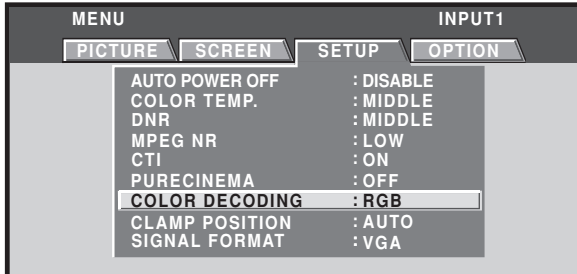 MENU INPUT1
PICTURE SCREEN SETUP OPTION
AUTO POWER OFF : DISABLE
COLOR TEMP. : MIDDLE
DNR : MIDDLE
MPEG NR : LOW
CTI : ON
PURECINEMA : OFF
COLOR DECODING : RGB
CLAMP POSITION : AUTO
SIGNAL FORMAT : VGA